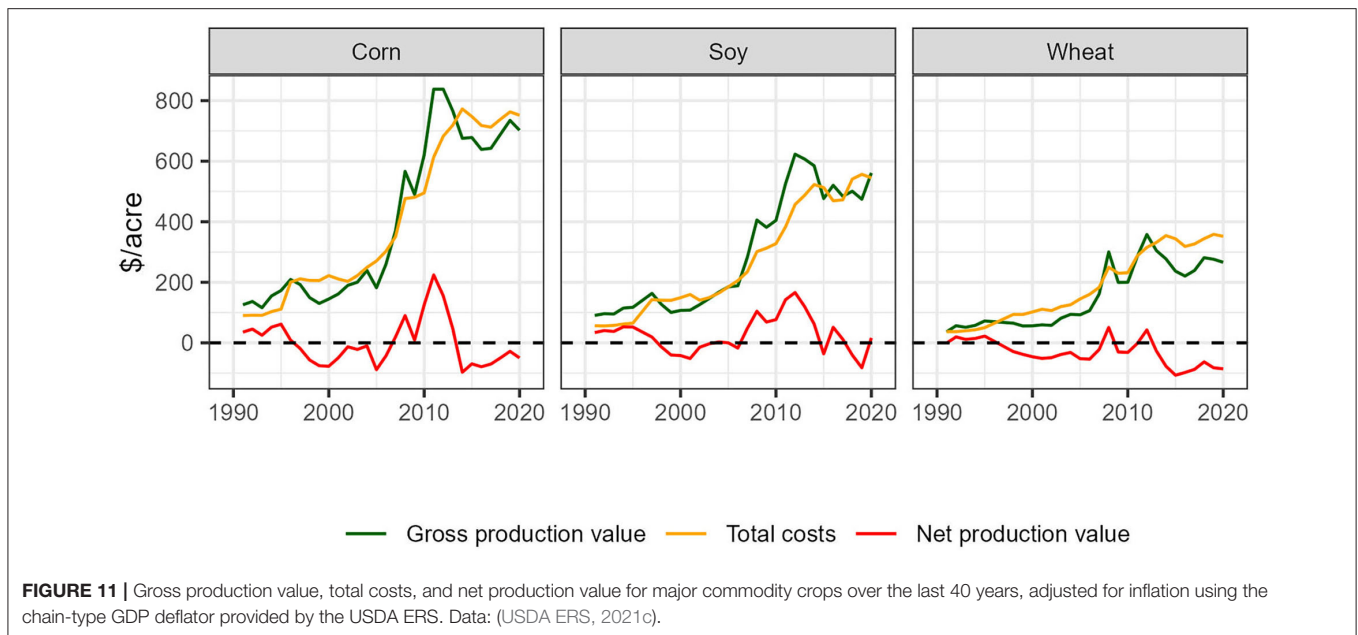 Corn Soy Wheat
800
600
400
200
0
$/acre
1990 2000 2010 2020 1990 2000 2010 2020 1990 2000 2010 2020
Gross production value Total costs Net production value
FIGURE 11 | Gross production value, total costs, and net production value for major commodity crops over the last 40 years, adjusted for inflation using the
chain-type GDP deflator provided by the USDA ERS. Data: (USDA ERS, 2021c).